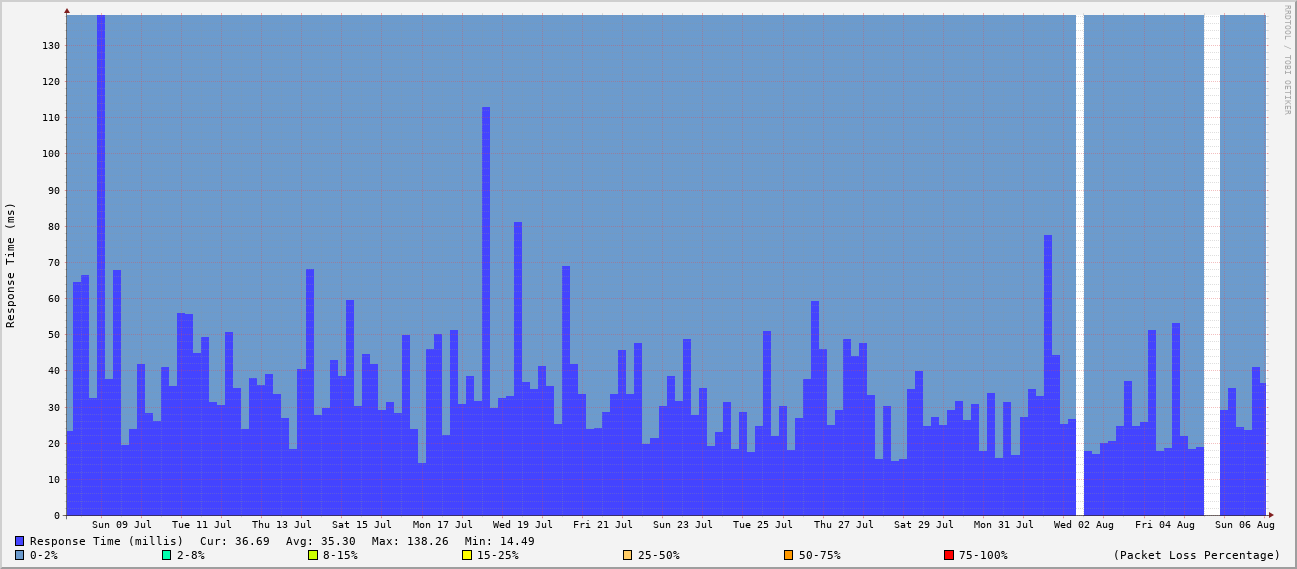 RRDTOOL / TOBI OETIKER
Response Time (ms)
130
120
110
100
90
80
70
60
50
40
30
20
10
0
Sun 09 Jul Tue 11 Jul Thu 13 Jul Sat 15 Jul Mon 17 Jul Wed 19 Jul Fri 21 Jul Sun 23 Jul Tue 25 Jul Thu 27 Jul Sat 29 Jul Mon 31 Jul Wed 02 Aug Fri 04 Aug Sun 06 Aug
Response Time (millis) Cur: 36.69 Avg: 35.30 Max: 138.26 Min: 14.49
0-2% 2-8% 8-15% 15-25% 25-50% 50-75% 75-100% (Packet Loss Percentage)